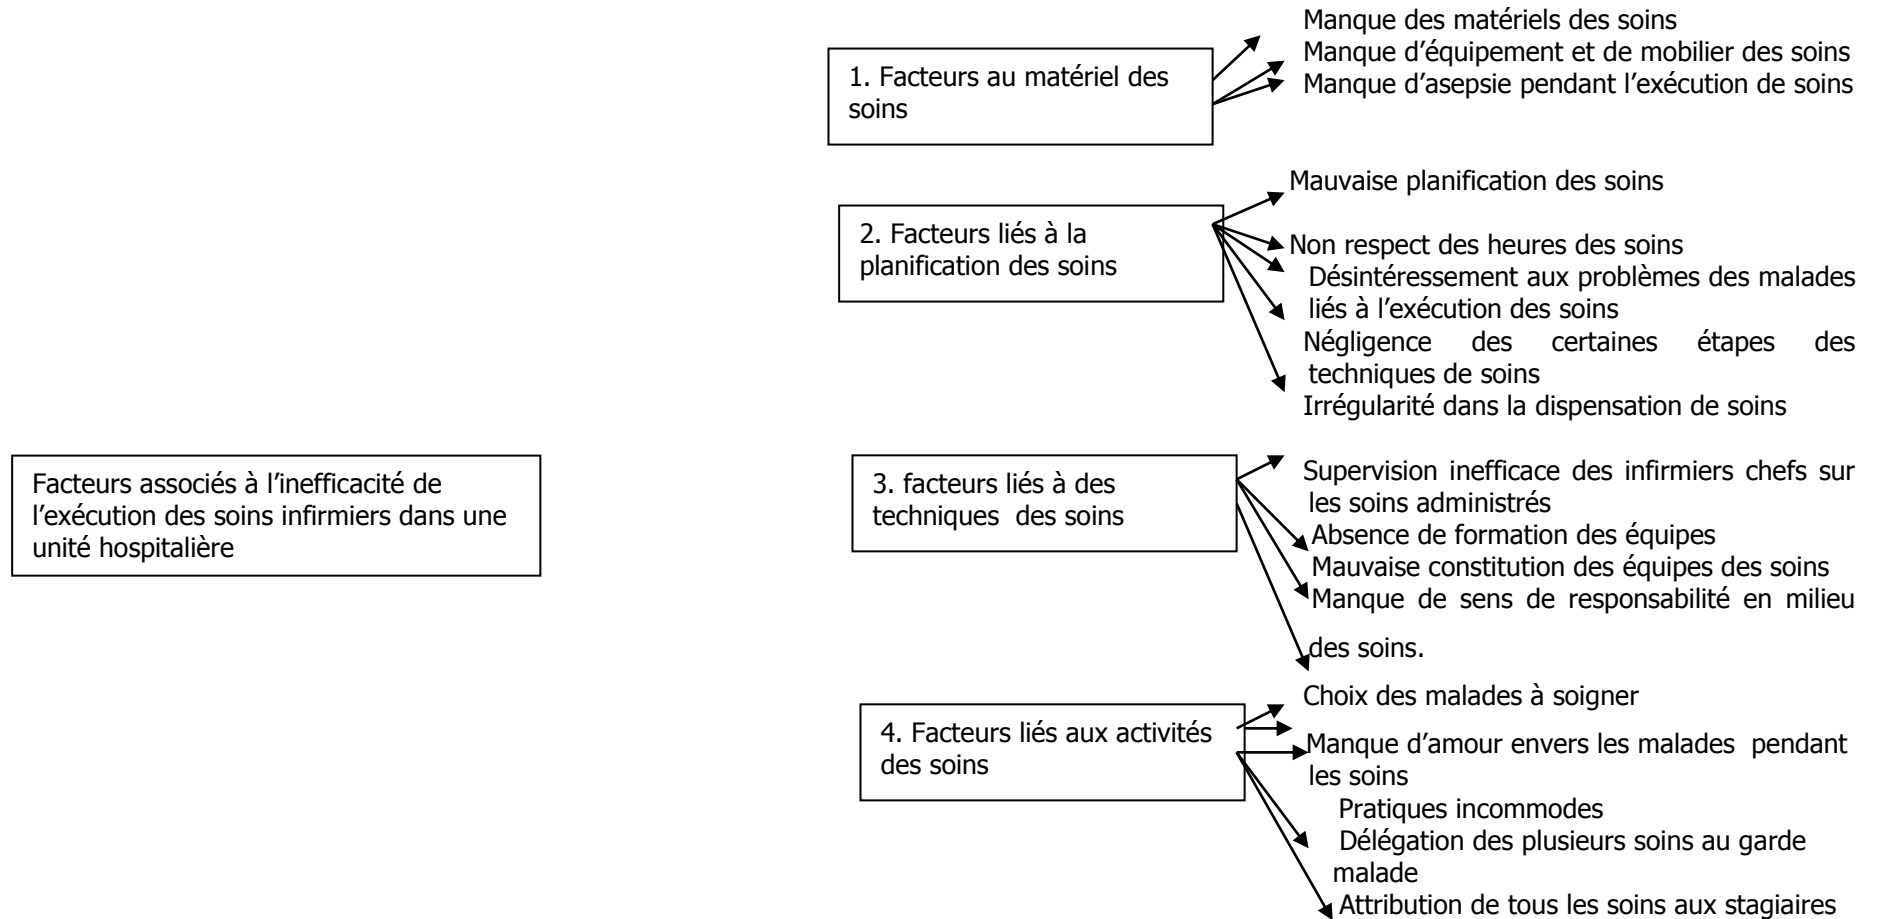 Manque des matériels des soins
Manque d’équipement et de mobilier des soins
Manque d’asepsie pendant l’exécution de soins
1. Facteurs au matériel des
soins
Mauvaise planification des soins
2. Facteurs liés à la
planification des soins
Non respect des heures des soins
Désintéressement aux problèmes des malades
liés à l’exécution des soins
Négligence des certaines étapes des
techniques de soins
Irrégularité dans la dispensation de soins
Facteurs associés à l’inefficacité de
l’exécution des soins infirmiers dans une
unité hospitalière
3. facteurs liés à des
techniques des soins
Supervision inefficace des infirmiers chefs sur
les soins administrés
Absence de formation des équipes
Mauvaise constitution des équipes des soins
Manque de sens de responsabilité en milieu
des soins.
4. Facteurs liés aux activités
des soins
Choix des malades à soigner
Manque d’amour envers les malades pendant
les soins
Pratiques incommodes
Délégation des plusieurs soins au garde
malade
Attribution de tous les soins aux stagiaires